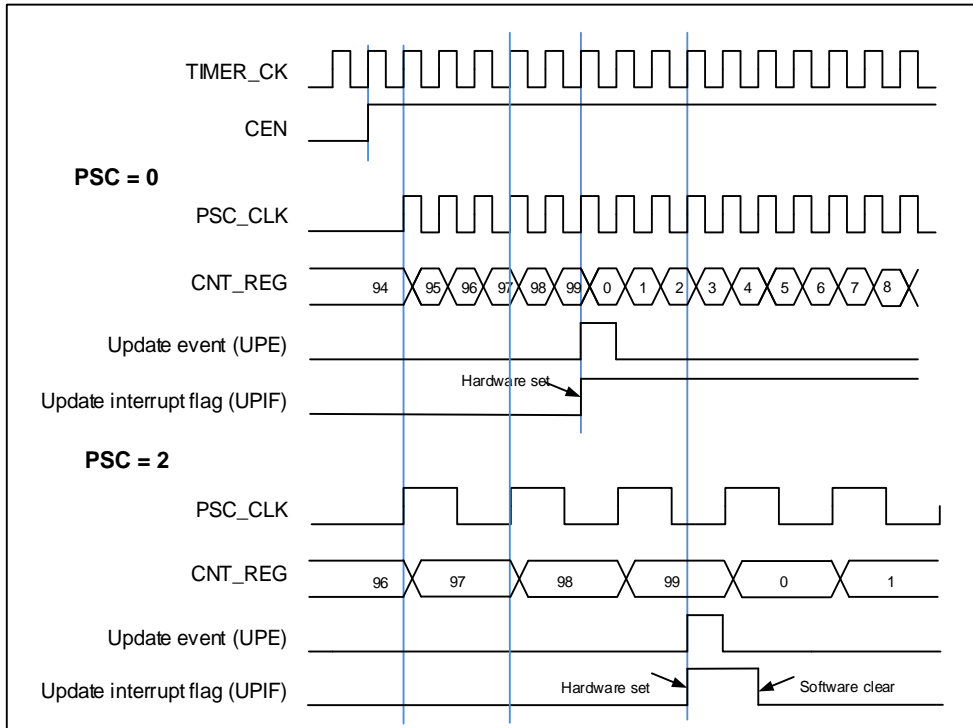 TIMER_CK
CEN
PSC = 0
PSC_CLK
CNT_REG 94 95 96 97 98 99 0 1 2 3 4 5 6 7 8
Update event (UPE)
Hardware set
Update interrupt flag (UPIF)
PSC = 2
PSC_CLK
CNT_REG 96 97 98 99 0 1
Update event (UPE)
Update interrupt flag (UPIF) Hardware set Software clear